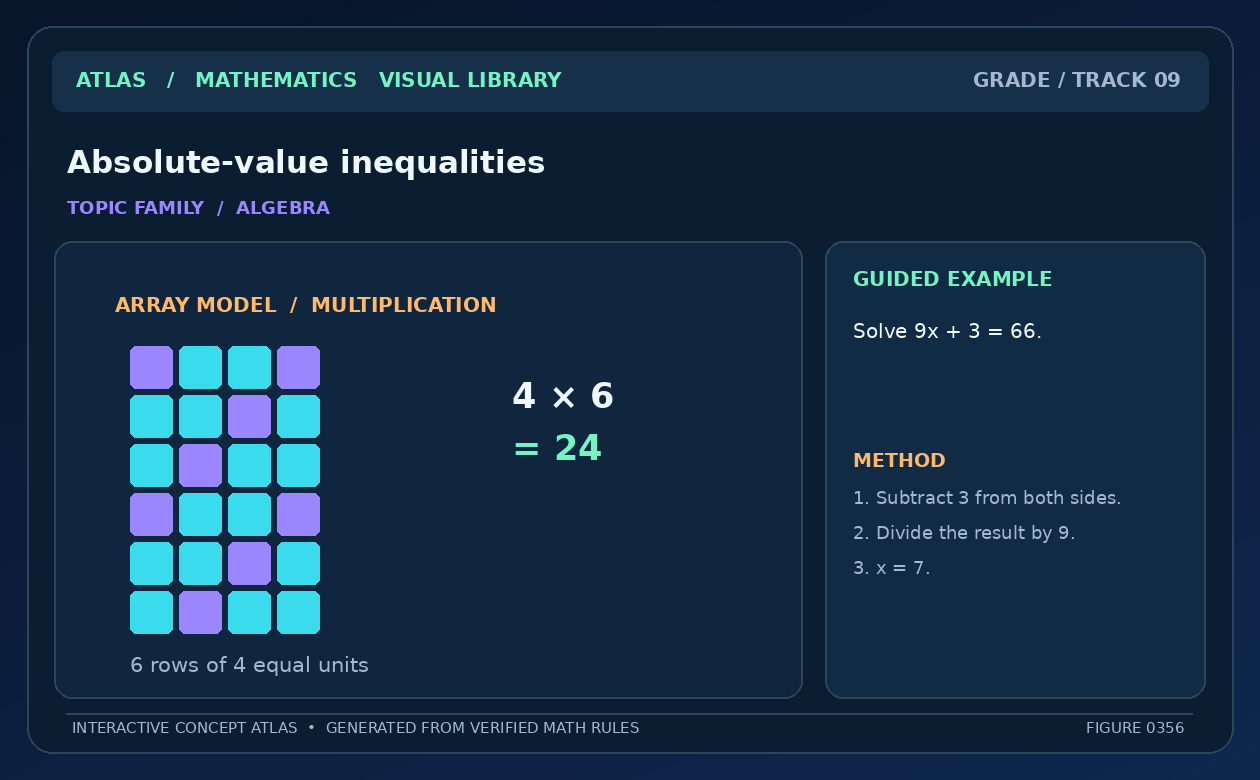 ATLAS / MATHEMATICS VISUAL LIBRARY
GRADE / TRACK 09
Absolute-value inequalities
TOPIC FAMILY / ALGEBRA
ARRAY MODEL / MULTIPLICATION
4 × 6
= 24
6 rows of 4 equal units
GUIDED EXAMPLE
Solve 9x + 3 = 66.
METHOD
1. Subtract 3 from both sides.
2. Divide the result by 9.
3. x = 7.
INTERACTIVE CONCEPT ATLAS • GENERATED FROM VERIFIED MATH RULES
FIGURE 0356